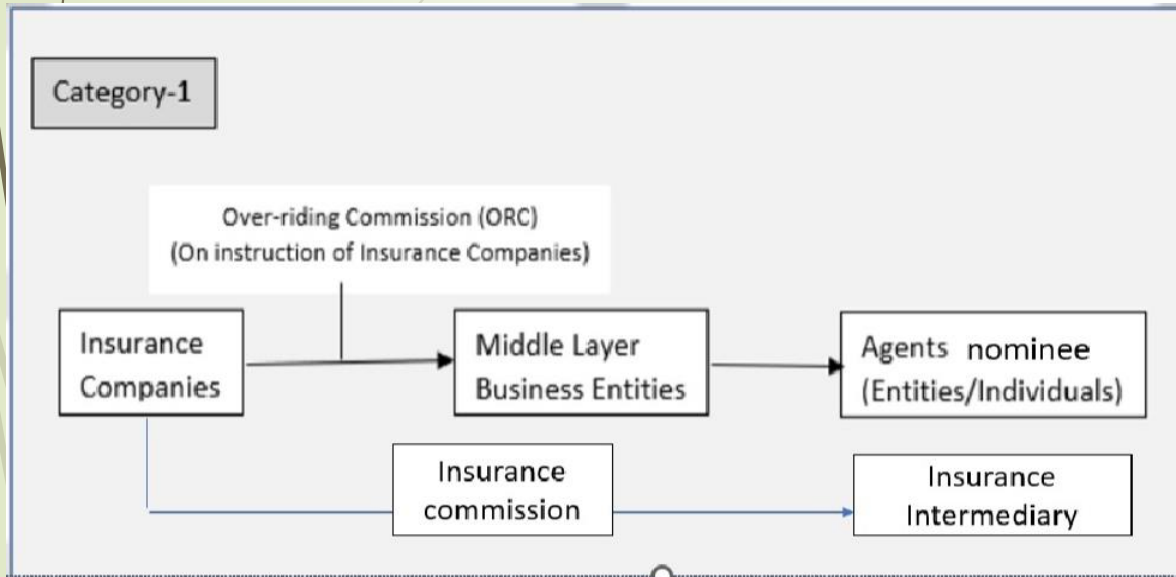 Category-1
Over-riding Commission (ORC)
(On instruction of Insurance Companies)
Insurance
Companies
Middle Layer
Business Entities
Agents nominee
(Entities/Individuals)
Insurance
commission
Insurance
Intermediary